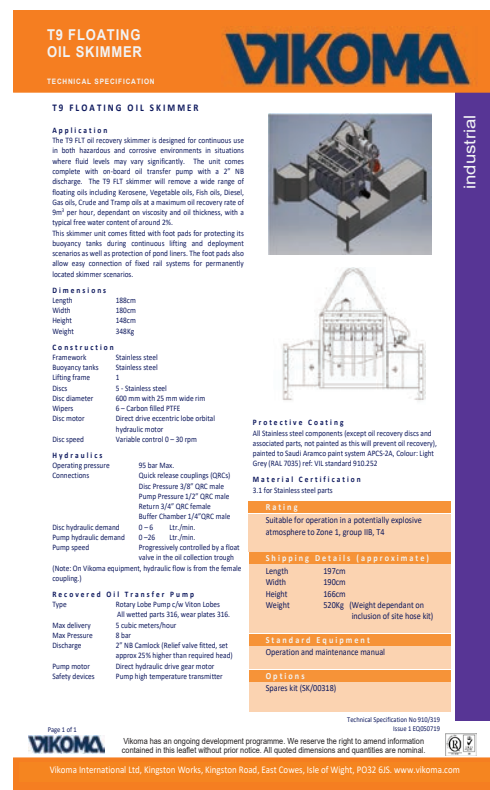 T9 FLOATING
OIL SKIMMER
TECHNICAL SPECIFICATION
VIKOMA
industrial
T9 FLOATING OIL SKIMMER
Application
The T9 FLT oil recovery skimmer is designed for continuous use
in both hazardous and corrosive environments in situations
where fluid levels may vary significantly. The unit comes
complete with on-board oil transfer pump with a 2" NB
discharge. The T9 FLT skimmer will remove a wide range of
floating oils including Kerosene, Vegetable oils, Fish oils, Diesel,
Gas oils, Crude and Tramp oils at a maximum oil recovery rate of
9m³ per hour, dependant on viscosity and oil thickness, with a
typical free water content of around 2%.
This skimmer unit comes fitted with foot pads for protecting its
buoyancy tanks during continuous lifting and deployment
scenarios as well as protection of pond liners. The foot pads also
allow easy connection of fixed rail systems for permanently
located skimmer scenarios.
Dimensions
Length 188cm
Width 180cm
Height 148cm
Weight 348Kg
Construction
Framework Stainless steel
Buoyancy tanks Stainless steel
Lifting frame 1
Discs 5 - Stainless steel
Disc diameter 600 mm with 25 mm wide rim
Wipers 6 – Carbon filled PTFE
Disc motor Direct drive eccentric lobe orbital
hydraulic motor
Disc speed Variable control 0 – 30 rpm
Hydraulics
Operating pressure 95 bar Max.
Connections Quick release couplings (QRCs)
Disc Pressure 3/8" QRC male
Pump Pressure 1/2" QRC male
Return 3/4" QRC female
Buffer Chamber 1/4"QRC male
Disc hydraulic demand 0 – 6 Ltr./min.
Pump hydraulic demand 0 –26 Ltr./min.
Pump speed Progressively controlled by a float
valve in the oil collection trough
(Note: On Vikoma equipment, hydraulic flow is from the female
coupling.)
Recovered Oil Transfer Pump
Type Rotary Lobe Pump c/w Viton Lobes
All wetted parts 316, wear plates 316.
Max delivery 5 cubic meters/hour
Max Pressure 8 bar
Discharge 2" NB Camlock (Relief valve fitted, set
approx 25% higher than required head)
Pump motor Direct hydraulic drive gear motor
Safety devices Pump high temperature transmitter
Protective Coating
All Stainless steel components (except oil recovery discs and
associated parts, not painted as this will prevent oil recovery),
painted to Saudi Aramco paint system APCS-2A, Colour: Light
Grey (RAL 7035) ref: VIL standard 910.252
Material Certification
3.1 for Stainless steel parts
Rating
Suitable for operation in a potentially explosive
atmosphere to Zone 1, group IIB, T4
Shipping Details (approximate)
Length 197cm
Width 190cm
Height 166cm
Weight 520Kg (Weight dependant on
inclusion of site hose kit)
Standard Equipment
Operation and maintenance manual
Options
Spares kit (SK/00318)
Technical Specification No 910/319
Issue 1 EQ050719
Page 1 of 1
VIKOMA
Vikoma has an ongoing development programme. We reserve the right to amend information
contained in this leaflet without prior notice. All quoted dimensions and quantities are nominal.
Vikoma International Ltd, Kingston Works, Kingston Road, East Cowes, Isle of Wight, PO32 6JS. www.vikoma.com